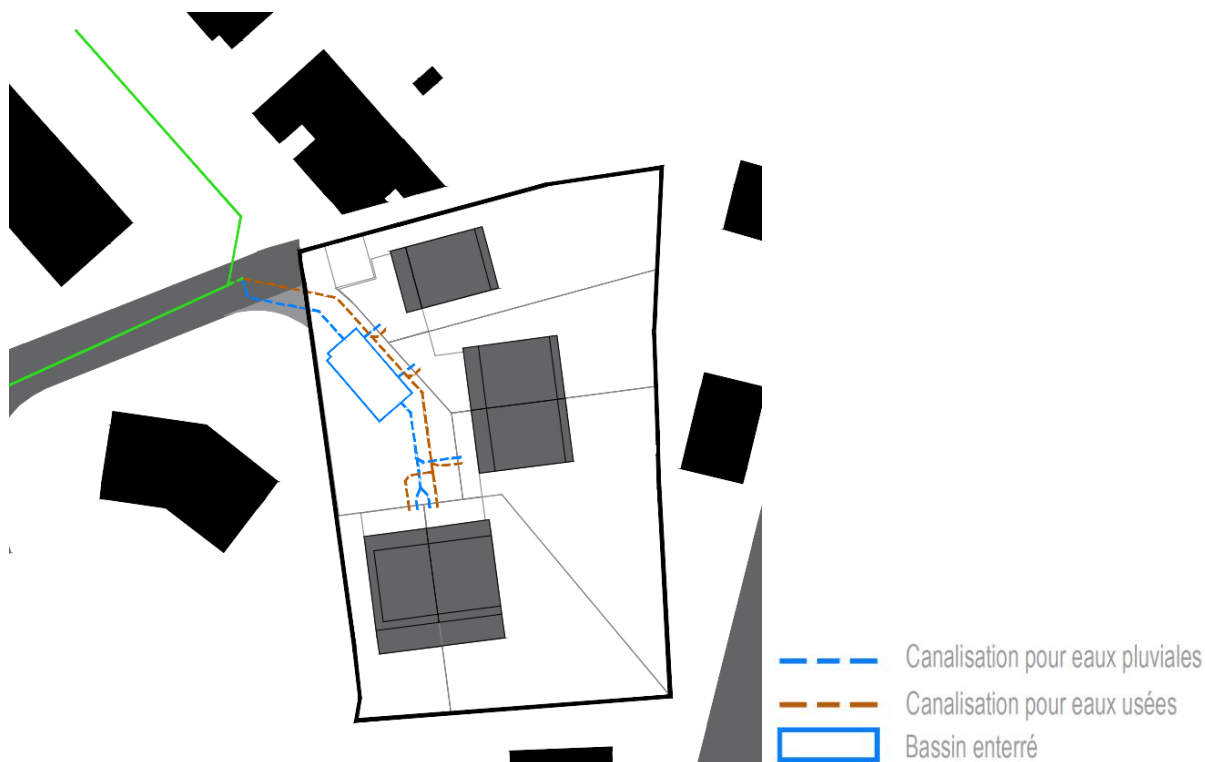 Canalisation pour eaux pluviales
Canalisation pour eaux usées
Bassin enterré